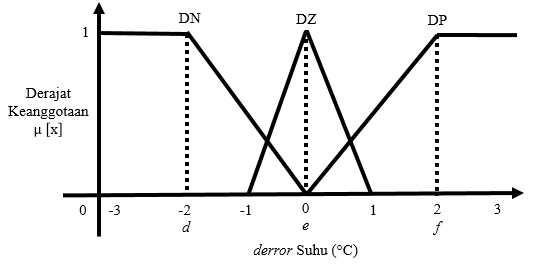 DN DZ DP
1
Derajat
Keanggotaan
μ [x]
0 -3 -2 -1 0 1 2 3
d e f
derror Suhu (°C)